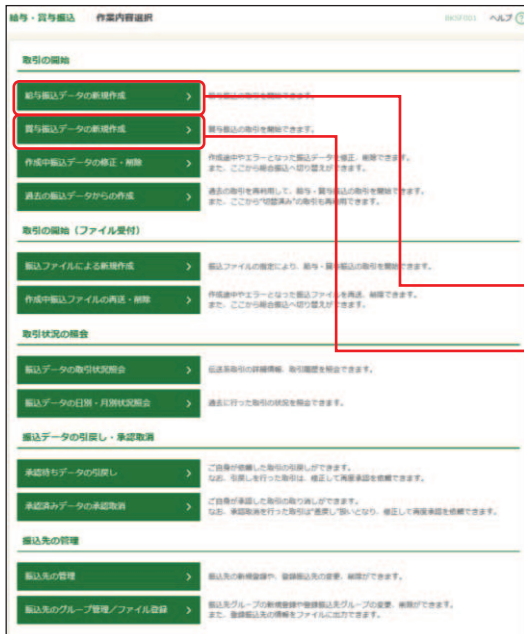 給与・賞与振込 作業内容選択 BKSF001 ヘルプ ?
取引の開始
給与振込データの新規作成 >
給与振込の取引を開始できます。
賞与振込データの新規作成 >
賞与振込の取引を開始できます。
作成中振込データの修正・削除 >
作成途中やエラーとなった振込データを修正、削除できます。
また、ここから総合振込へ切り替えができます。
過去の振込データからの作成 >
過去の取引を再利用して、給与・賞与振込の取引を開始できます。
また、ここから"切替済み"の取引も再利用できます。
取引の開始（ファイル受付）
振込ファイルによる新規作成 >
振込ファイルの指定により、給与・賞与振込の取引を開始できます。
作成中振込ファイルの再送・削除 >
作成途中やエラーとなった振込ファイルを再送、削除できます。
また、ここから総合振込へ切り替えができます。
取引状況の照会
振込データの取引状況照会 >
伝送系取引の詳細情報、取引履歴を照会できます。
振込データの日別・月別状況照会 >
過去に行った取引の状況を照会できます。
振込データの引戻し・承認取消
承認待ちデータの引戻し >
ご自身が依頼した取引の引戻しができます。
なお、引戻しを行った取引は、修正して再度承認を依頼できます。
承認済みデータの承認取消 >
ご自身が承認した取引の取り消しができます。
なお、承認取消を行った取引は"差戻し"扱いとなり、修正して再度承認を依頼できます。
振込先の管理
振込先の管理 >
振込先の新規登録や、登録振込先の変更、削除ができます。
振込先のグループ管理／ファイル登録 >
振込先グループの新規登録や登録振込先グループの変更、削除ができます。
また、登録振込先の情報をファイルに出力できます。